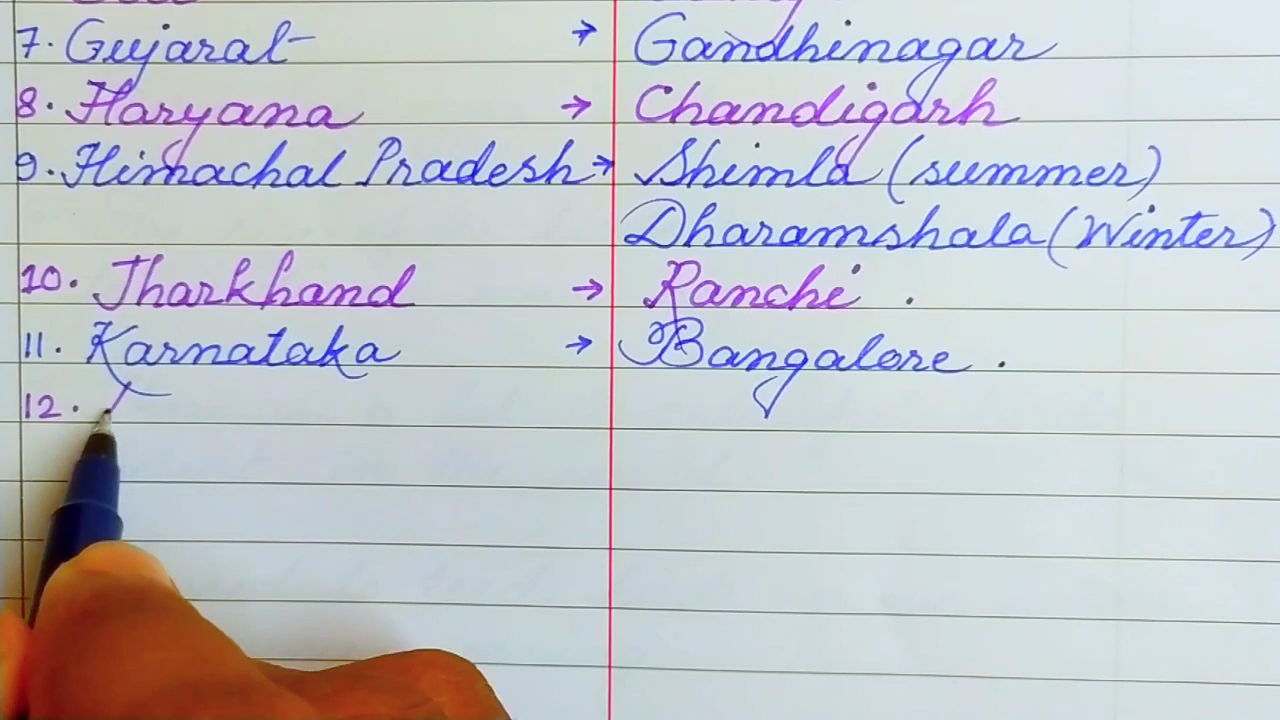 7. Gujarat → Gandhinagar
8. Haryana → Chandigarh
9. Himachal Pradesh → Shimla (summer)
Dharamshala (Winter)
10. Jharkhand → Ranchi .
11. Karnataka → Bangalore .
12.